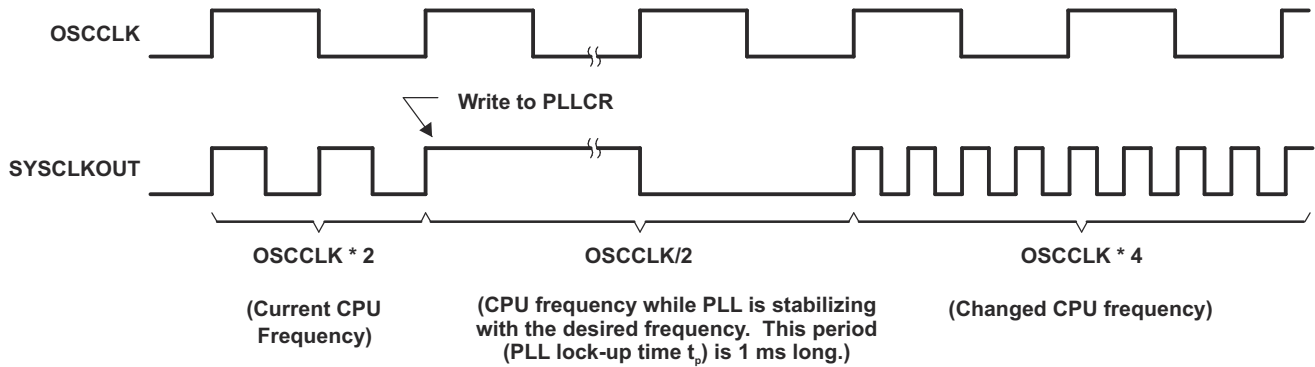 OSCCLK
Write to PLLCR
SYSCLKOUT
OSCCLK * 2
(Current CPU
Frequency)
OSCCLK/2
(CPU frequency while PLL is stabilizing
with the desired frequency. This period
(PLL lock-up time tp) is 1 ms long.)
OSCCLK * 4
(Changed CPU frequency)